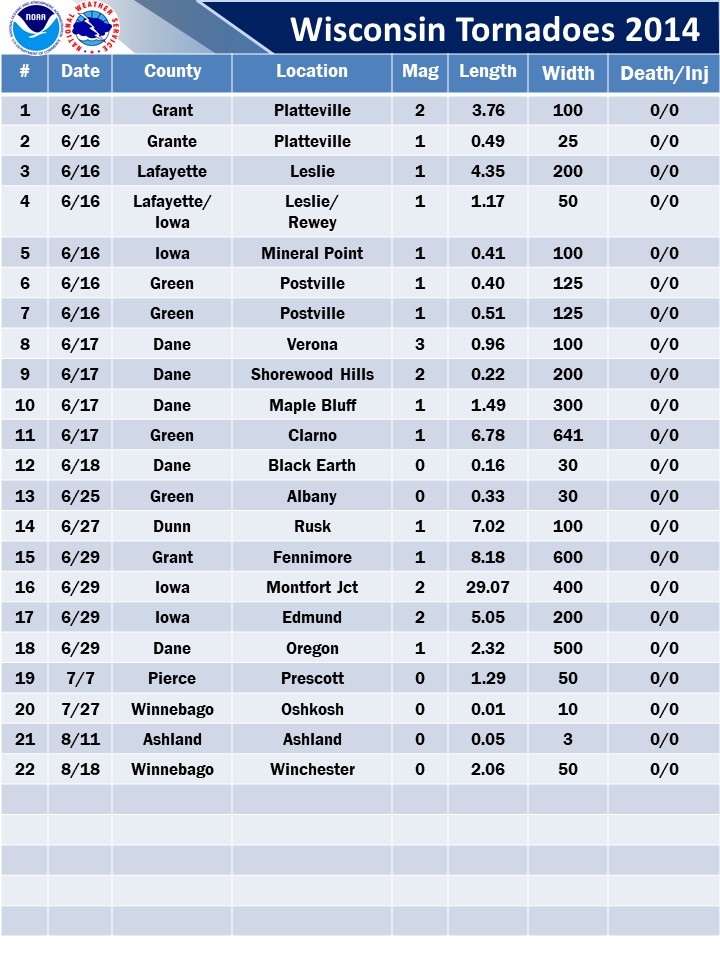 NOAA
NATIONAL WEATHER SERVICE
Wisconsin Tornadoes 2014
# Date County Location Mag Length Width Death/Inj
1 6/16 Grant Platteville 2 3.76 100 0/0
2 6/16 Grante Platteville 1 0.49 25 0/0
3 6/16 Lafayette Leslie 1 4.35 200 0/0
4 6/16 Lafayette/ Leslie/ 1 1.17 50 0/0
Iowa Rewey
5 6/16 Iowa Mineral Point 1 0.41 100 0/0
6 6/16 Green Postville 1 0.40 125 0/0
7 6/16 Green Postville 1 0.51 125 0/0
8 6/17 Dane Verona 3 0.96 100 0/0
9 6/17 Dane Shorewood Hills 2 0.22 200 0/0
10 6/17 Dane Maple Bluff 1 1.49 300 0/0
11 6/17 Green Clarno 1 6.78 641 0/0
12 6/18 Dane Black Earth 0 0.16 30 0/0
13 6/25 Green Albany 0 0.33 30 0/0
14 6/27 Dunn Rusk 1 7.02 100 0/0
15 6/29 Grant Fennimore 1 8.18 600 0/0
16 6/29 Iowa Montfort Jct 2 29.07 400 0/0
17 6/29 Iowa Edmund 2 5.05 200 0/0
18 6/29 Dane Oregon 1 2.32 500 0/0
19 7/7 Pierce Prescott 0 1.29 50 0/0
20 7/27 Winnebago Oshkosh 0 0.01 10 0/0
21 8/11 Ashland Ashland 0 0.05 3 0/0
22 8/18 Winnebago Winchester 0 2.06 50 0/0